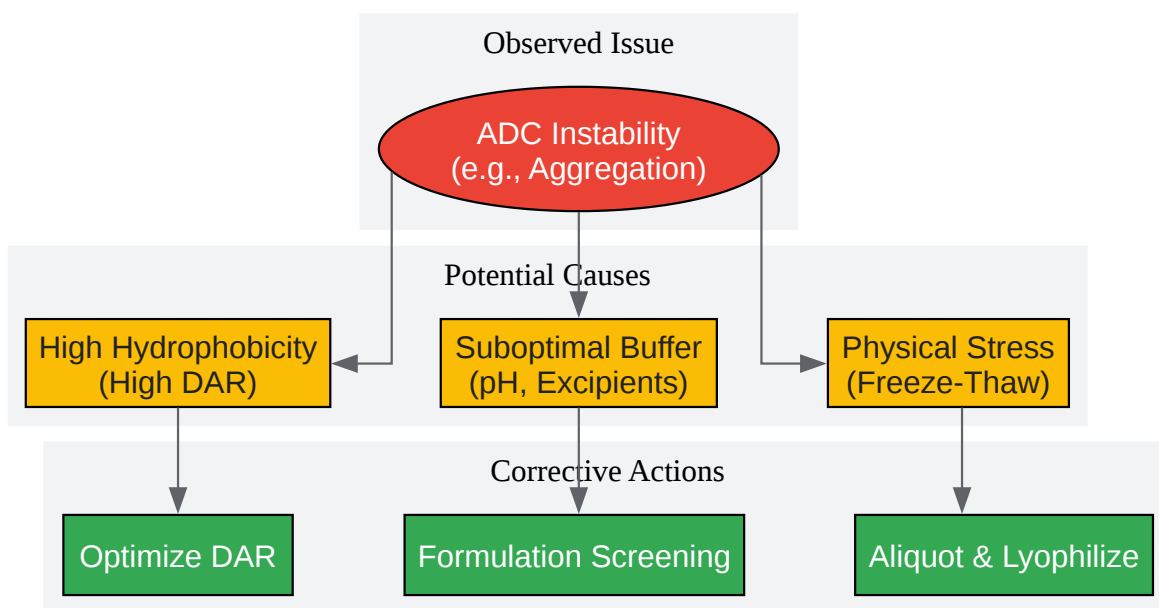 Observed Issue
ADC Instability
(e.g., Aggregation)
Potential Causes
High Hydrophobicity
(High DAR)
Suboptimal Buffer
(pH, Excipients)
Physical Stress
(Freeze-Thaw)
Corrective Actions
Optimize DAR
Formulation Screening
Aliquot & Lyophilize